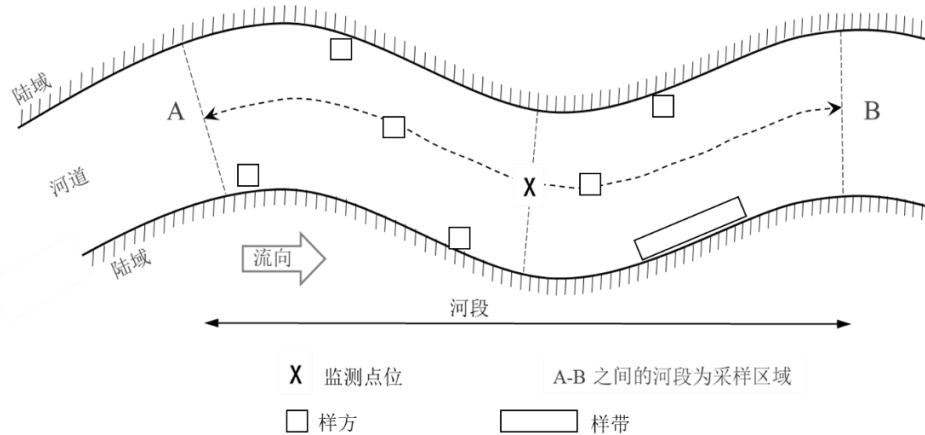 陆域
A
B
河道
X
陆域
流向
河段
X 监测点位
A-B 之间的河段为采样区域
样方
样带